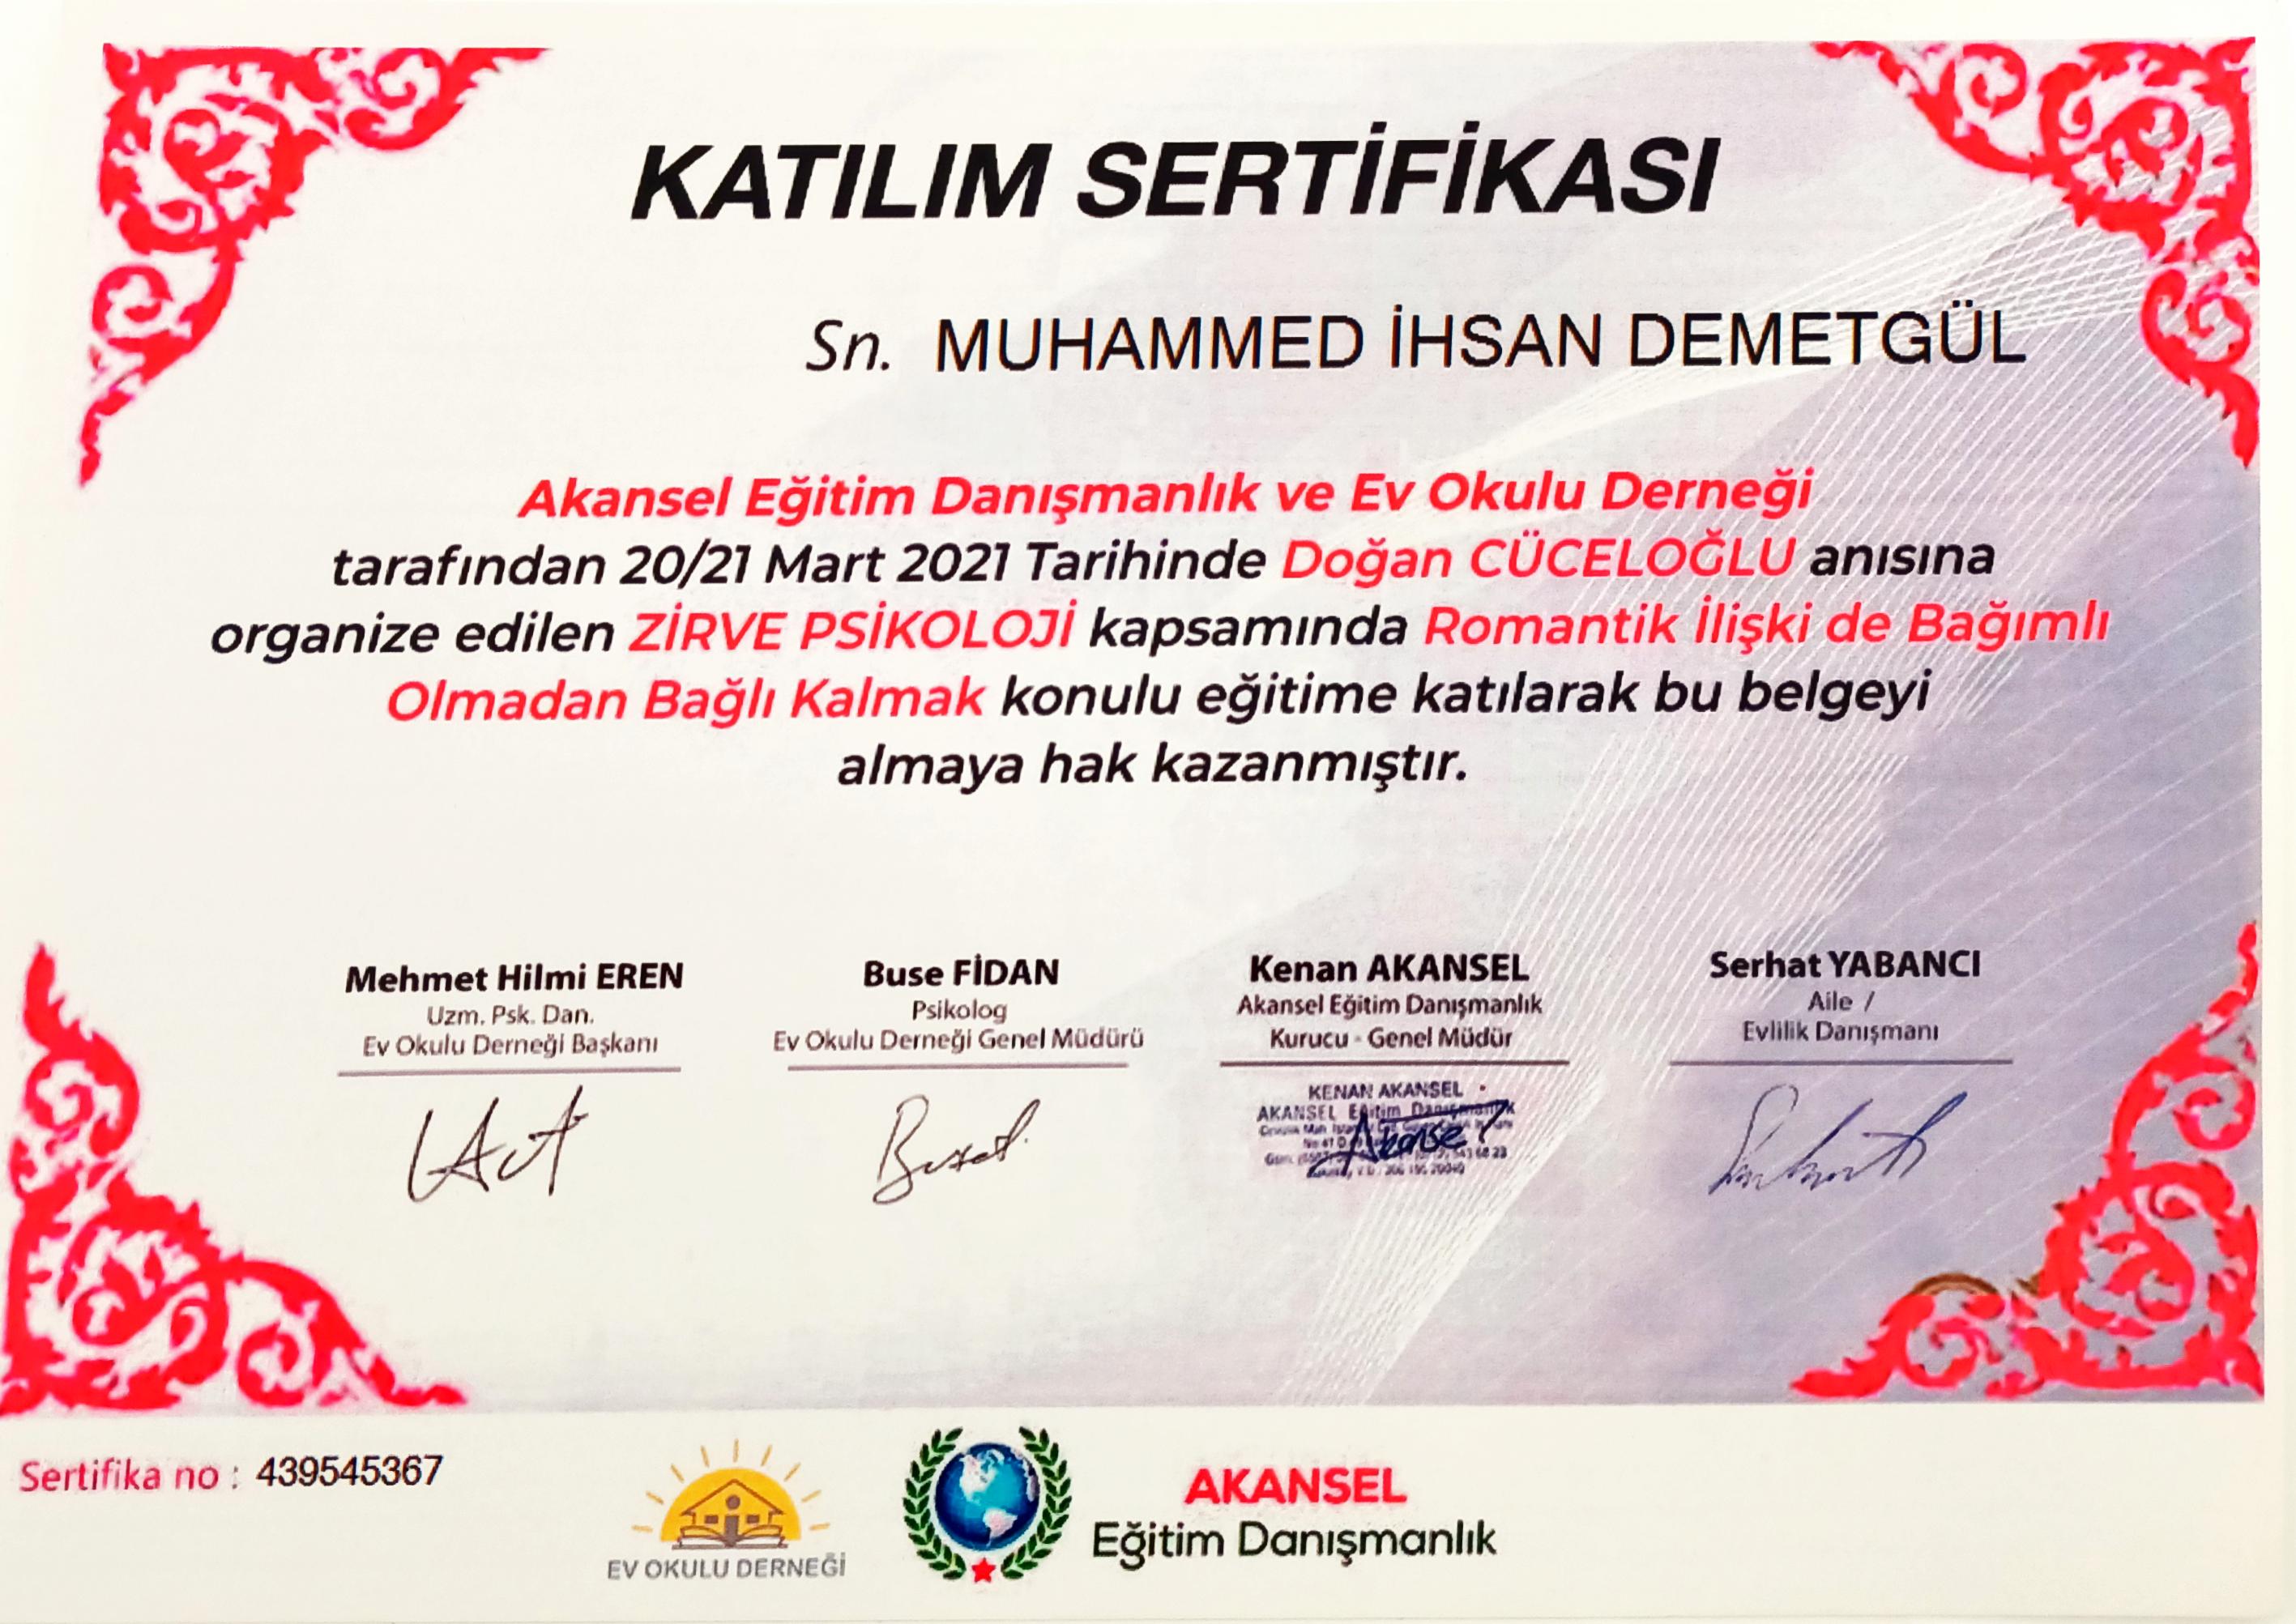 KATILIM SERTİFİKASI
Sn. MUHAMMED İHSAN DEMETGÜL
Akansel Eğitim Danışmanlık ve Ev Okulu Derneği
tarafından 20/21 Mart 2021 Tarihinde Doğan CÜCELOĞLU anısına
organize edilen ZİRVE PSİKOLOJİ kapsamında Romantik İlişki de Bağımlı
Olmadan Bağlı Kalmak konulu eğitime katılarak bu belgeyi
almaya hak kazanmıştır.
Mehmet Hilmi EREN
Uzm. Psk. Dan.
Ev Okulu Derneği Başkanı
Buse FİDAN
Psikolog
Ev Okulu Derneği Genel Müdürü
Kenan AKANSEL
Akansel Eğitim Danışmanlık
Kurucu - Genel Müdür
KENAN AKANSEL
AKANSEL Eğitim Danışmanlık
Serhat YABANCI
Aile /
Evlilik Danışmanı
Sertifika no : 439545367
EV OKULU DERNEĞİ
AKANSEL
Eğitim Danışmanlık